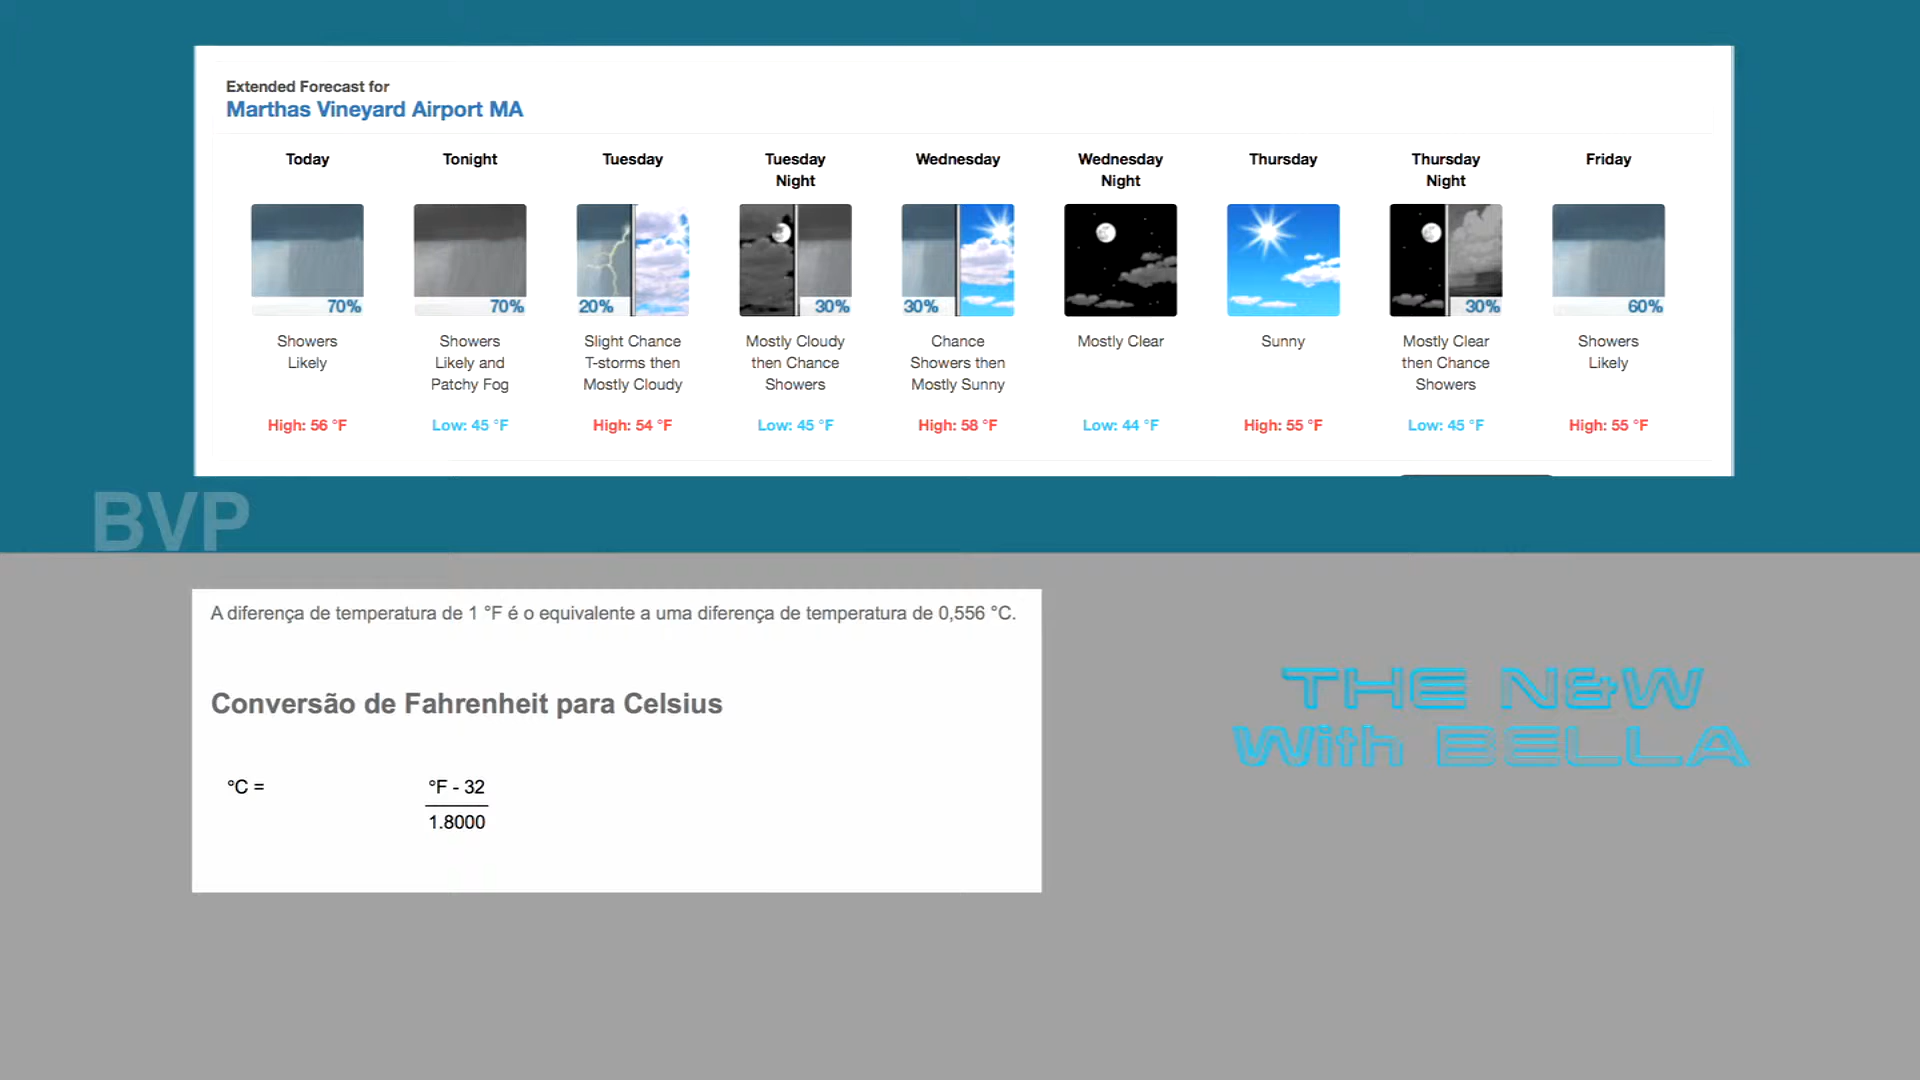 Extended Forecast for
Marthas Vineyard Airport MA
Today
Tonight
Tuesday
Tuesday
Night
Wednesday
Wednesday
Night
Thursday
Thursday
Night
Friday
70%
70%
20%
30%
30%
30%
60%
Showers
Likely
Showers
Likely and
Patchy Fog
Slight Chance
T-storms then
Mostly Cloudy
Mostly Cloudy
then Chance
Showers
Chance
Showers then
Mostly Sunny
Mostly Clear
Sunny
Mostly Clear
then Chance
Showers
Showers
Likely
High: 56 °F
Low: 45 °F
High: 54 °F
Low: 45 °F
High: 58 °F
Low: 44 °F
High: 55 °F
Low: 45 °F
High: 55 °F
BVP
A diferença de temperatura de 1 °F é o equivalente a uma diferença de temperatura de 0,556 °C.
Conversão de Fahrenheit para Celsius
°C =
°F - 32
1.8000
THE N&W
With BELLA